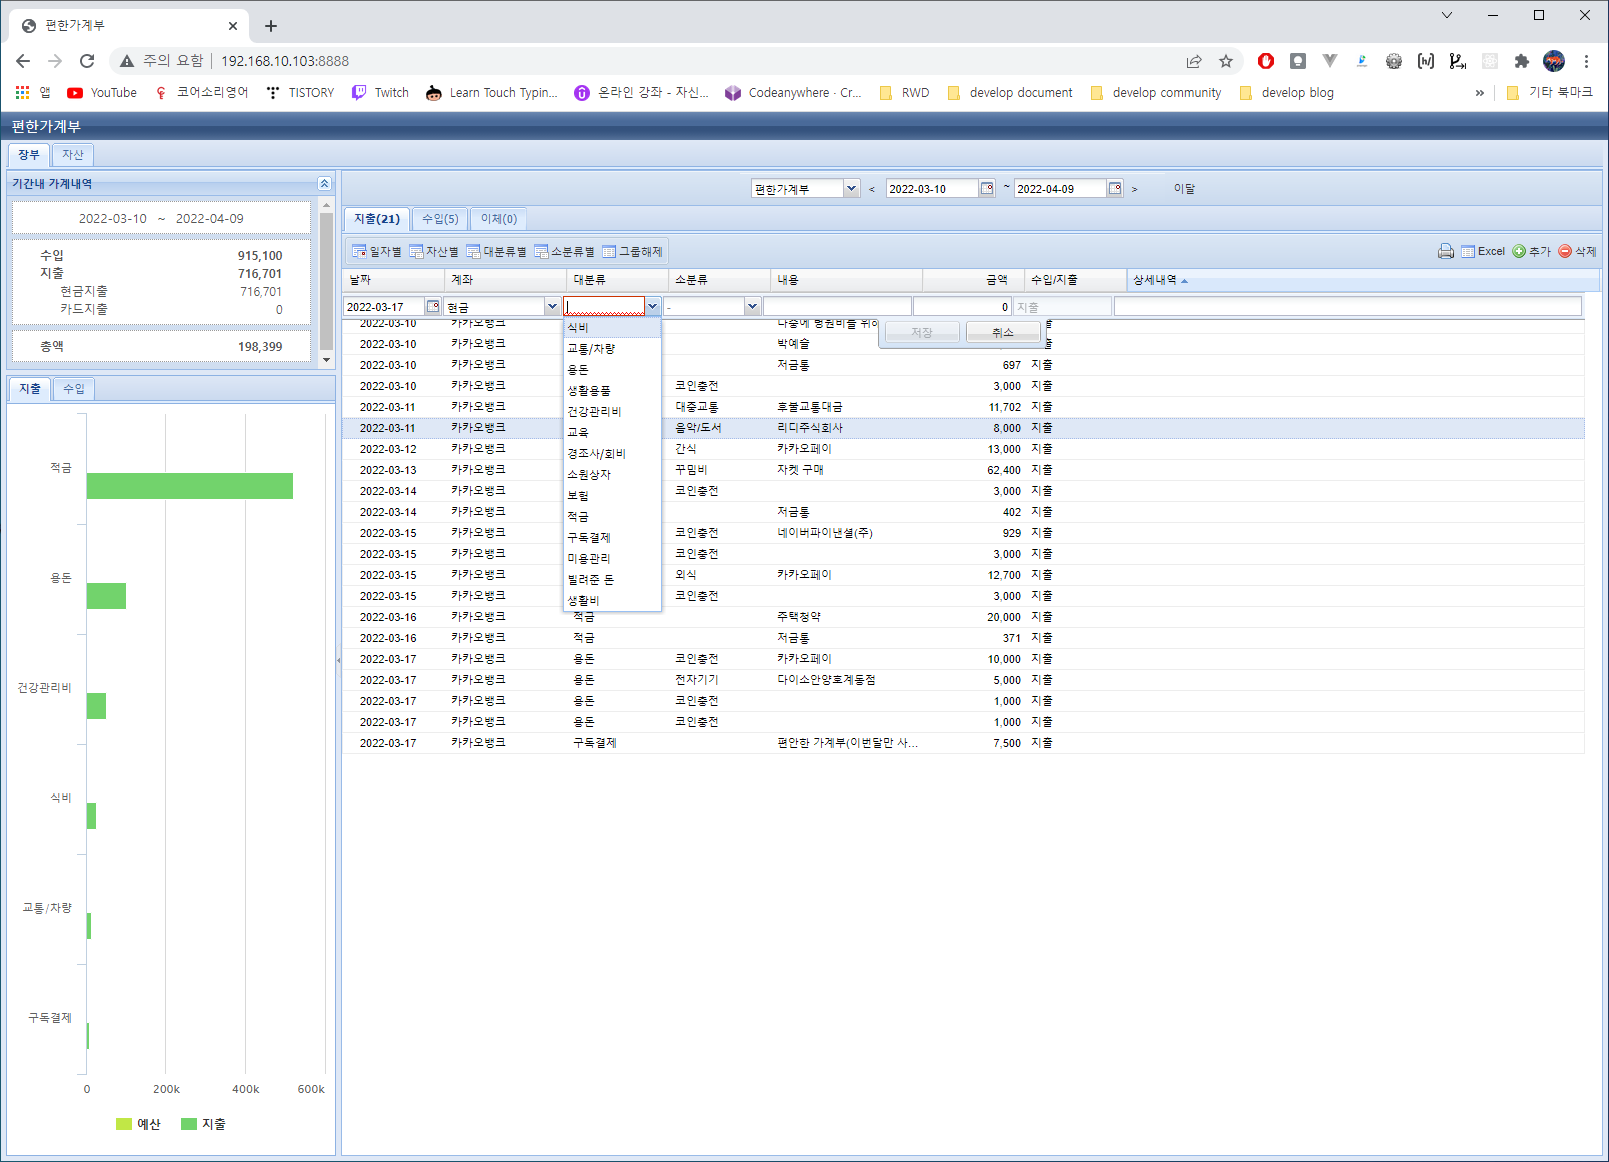 편한가계부
주의 요함 192.168.10.103:8888
앱 YouTube 코어소리영어 TISTORY Twitch Learn Touch Typin... 온라인 강좌 - 자신... Codeanywhere · Cr... RWD develop document develop community develop blog » 기타 북마크
편한가계부
장부 자산
기간내 가계내역
2022-03-10 ~ 2022-04-09
수입 915,100
지출 716,701
현금지출 716,701
카드지출 0
총액 198,399
지출 수입
적금
용돈
건강관리비
식비
교통/차량
구독결제
0 200k 400k 600k
예산 지출
편한가계부 < 2022-03-10 ~ 2022-04-09 > 이달
지출(21) 수입(5) 이체(0)
일자별 자산별 대분류별 소분류별 그룹해제 Excel 추가 삭제
날짜 계좌 대분류 소분류 내용 금액 수입/지출 상세내역
2022-03-17 현금 - 0 지출
저장 취소
식비
교통/차량
용돈
생활용품
건강관리비
교육
경조사/회비
소원상자
보험
적금
구독결제
미용관리
빌려준 돈
생활비
2022-03-10 카카오뱅크 나중에 병원비를 위해
2022-03-10 카카오뱅크 박예슬
2022-03-10 카카오뱅크 저금통 697 지출
2022-03-10 카카오뱅크 코인충전 3,000 지출
2022-03-11 카카오뱅크 대중교통 후불교통대금 11,702 지출
2022-03-11 카카오뱅크 음악/도서 리디주식회사 8,000 지출
2022-03-12 카카오뱅크 간식 카카오페이 13,000 지출
2022-03-13 카카오뱅크 꾸밈비 자켓 구매 62,400 지출
2022-03-14 카카오뱅크 코인충전 3,000 지출
2022-03-14 카카오뱅크 저금통 402 지출
2022-03-15 카카오뱅크 코인충전 네이버파이낸셜(주) 929 지출
2022-03-15 카카오뱅크 코인충전 3,000 지출
2022-03-15 카카오뱅크 외식 카카오페이 12,700 지출
2022-03-15 카카오뱅크 코인충전 3,000 지출
2022-03-16 카카오뱅크 적금 주택청약 20,000 지출
2022-03-16 카카오뱅크 적금 저금통 371 지출
2022-03-17 카카오뱅크 용돈 코인충전 카카오페이 10,000 지출
2022-03-17 카카오뱅크 용돈 전자기기 다이소안양호계동점 5,000 지출
2022-03-17 카카오뱅크 용돈 코인충전 1,000 지출
2022-03-17 카카오뱅크 용돈 코인충전 1,000 지출
2022-03-17 카카오뱅크 구독결제 편안한 가계부(이번달만 사... 7,500 지출